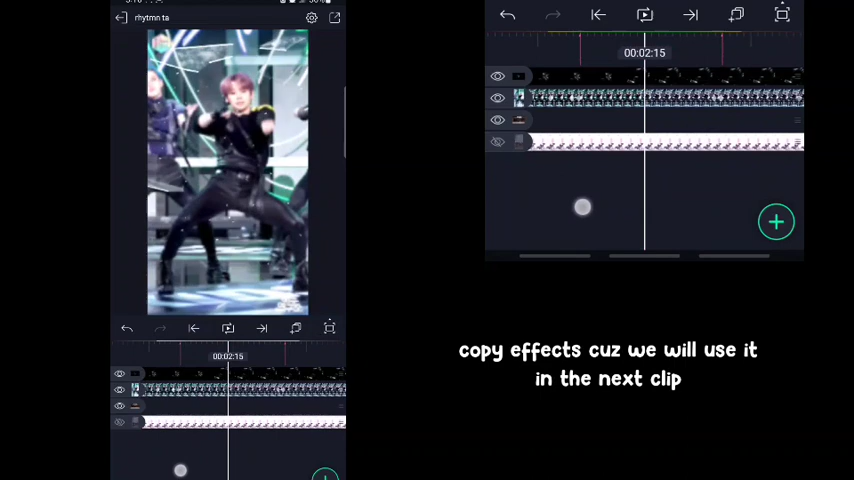 rhytmn ta
00:02:15
00:02:15
copy effects cuz we will use it
in the next clip